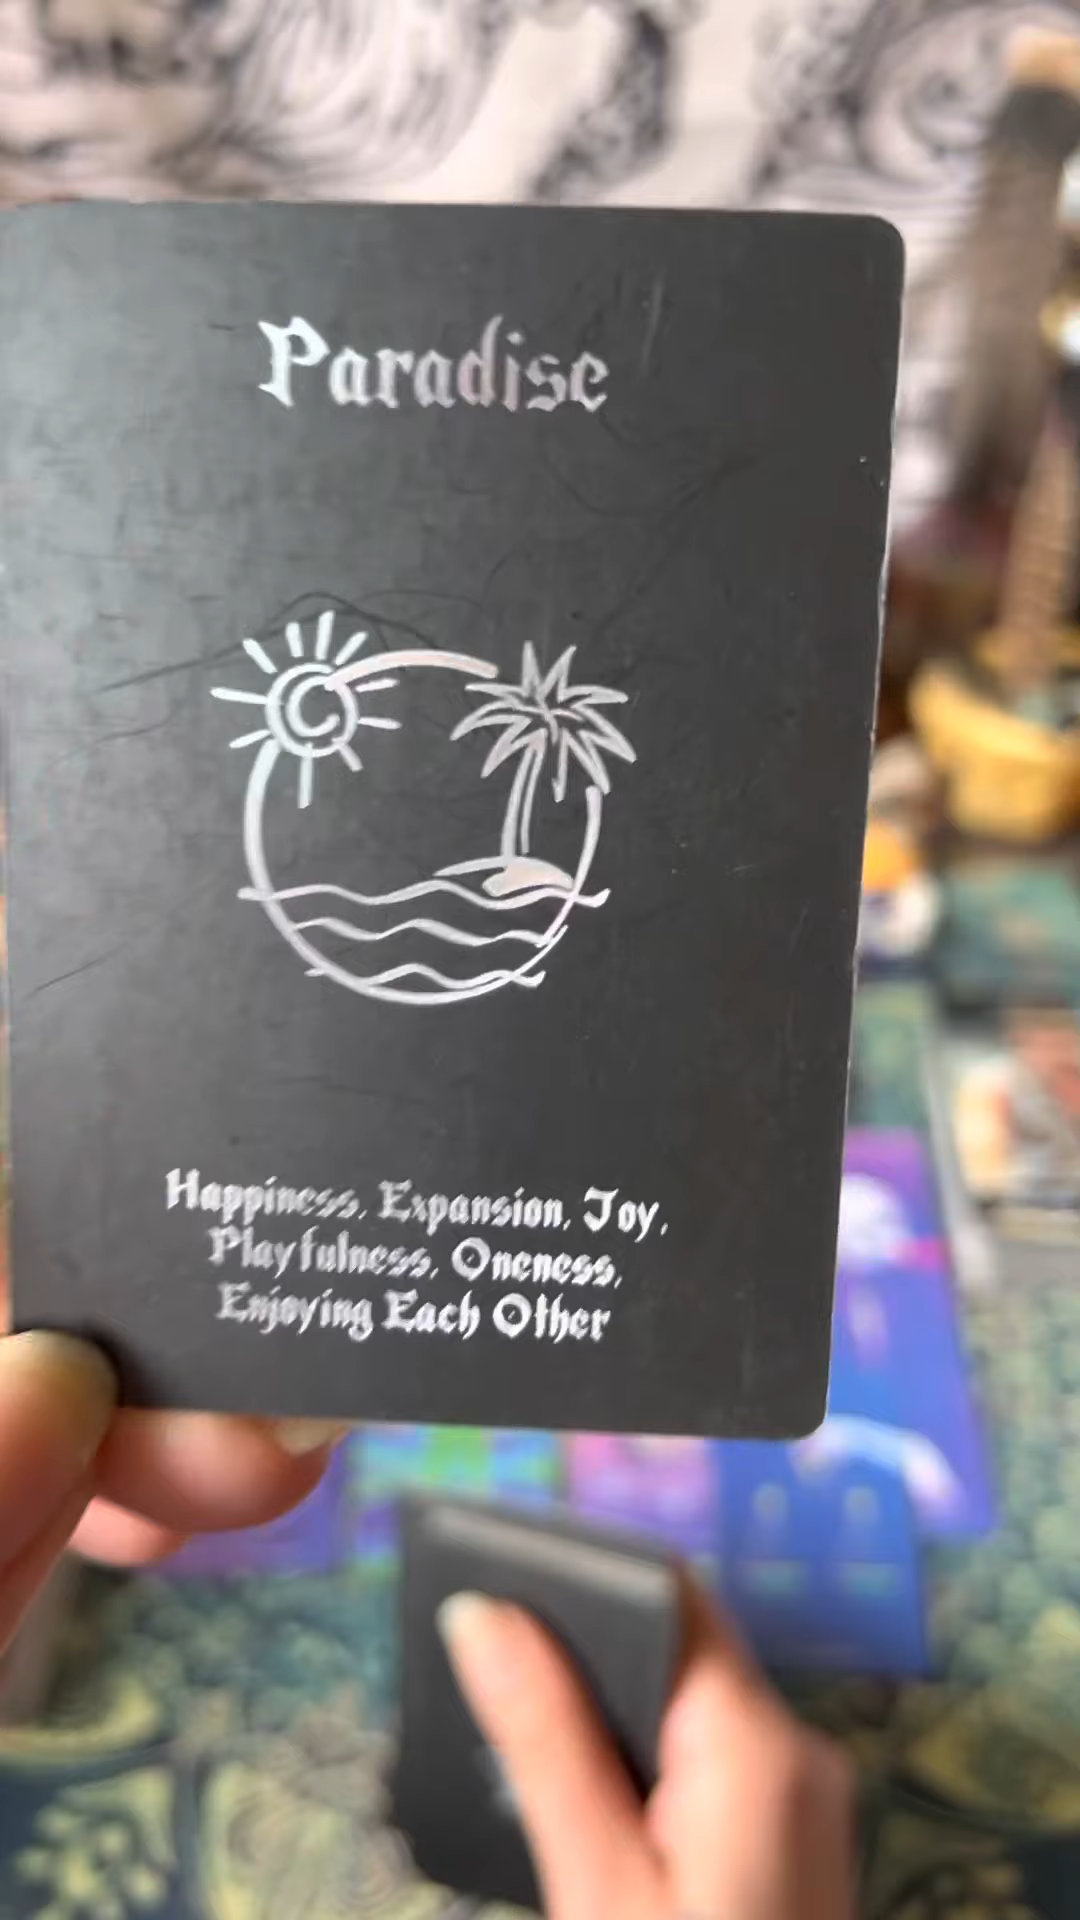 Paradise
Happiness, Expansion, Joy,
Playfulness, Oneness,
Enjoying Each Other